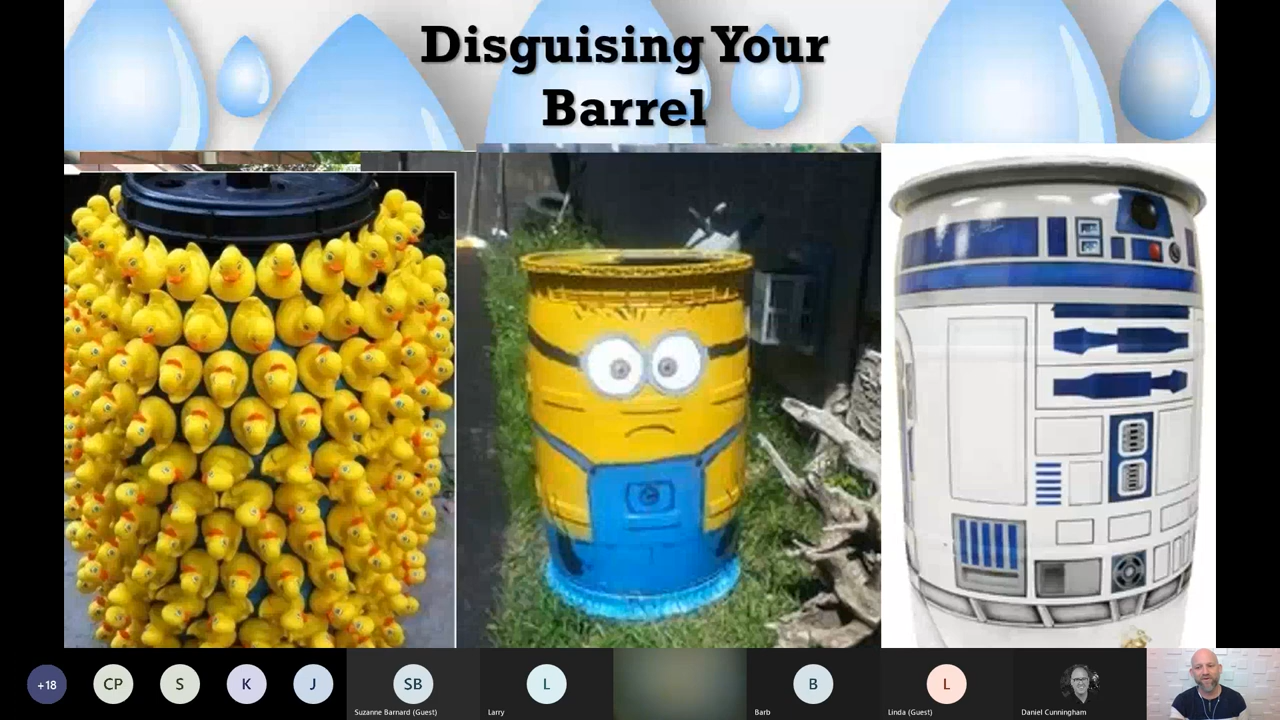 Disguising Your
Barrel
+18
CP
S
K
J
SB
L
B
L
Suzanne Barnard (Guest)
Larry
Barb
Linda (Guest)
Daniel Cunningham